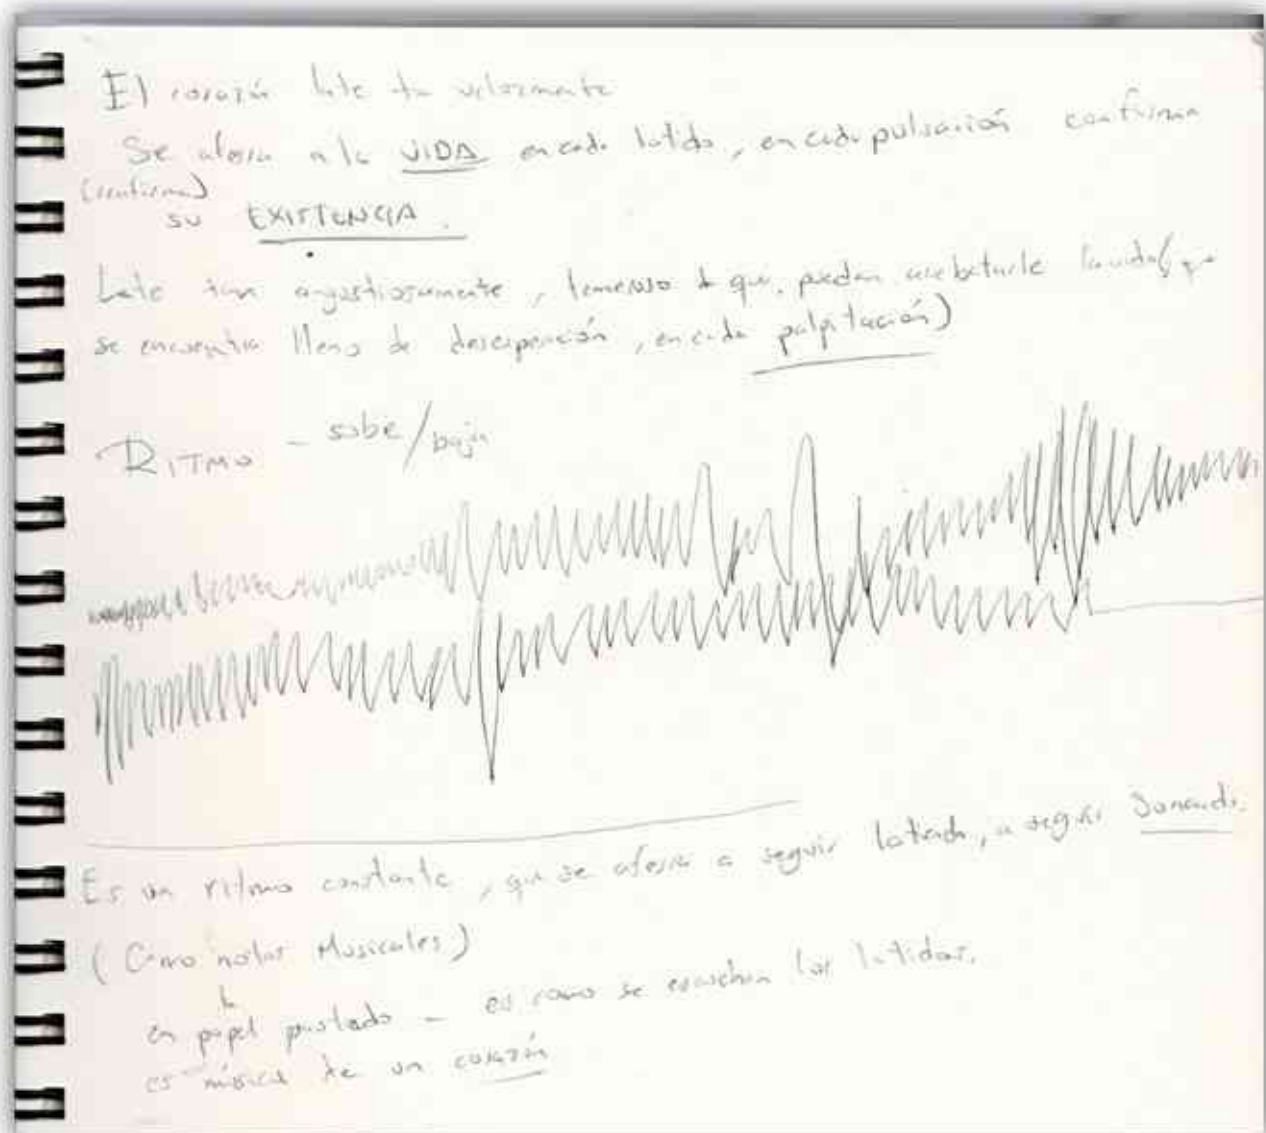 El corazón late tan velozmente
Se aferra a la VIDA en cada latido, en cada pulsación confirma
(confirma)
su EXISTENCIA.
Late tan angustiosamente, temeroso de que puedan arrebatarle la vida (que
se encuentra lleno de desesperación, en cada palpitación)
RITMO - sube/baja
Es un ritmo constante, que se aferra a seguir latiendo, a seguir sonando.
(Como notas Musicales)
en papel pautado - es como se escuchan los latidos.
es música de un corazón